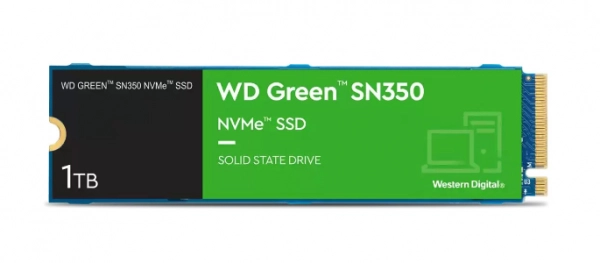 WD GREEN™ SN350 NVMe™ SSD
1TB
WD Green™ SN350
NVMe™ SSD
SOLID STATE DRIVE
Western Digital®